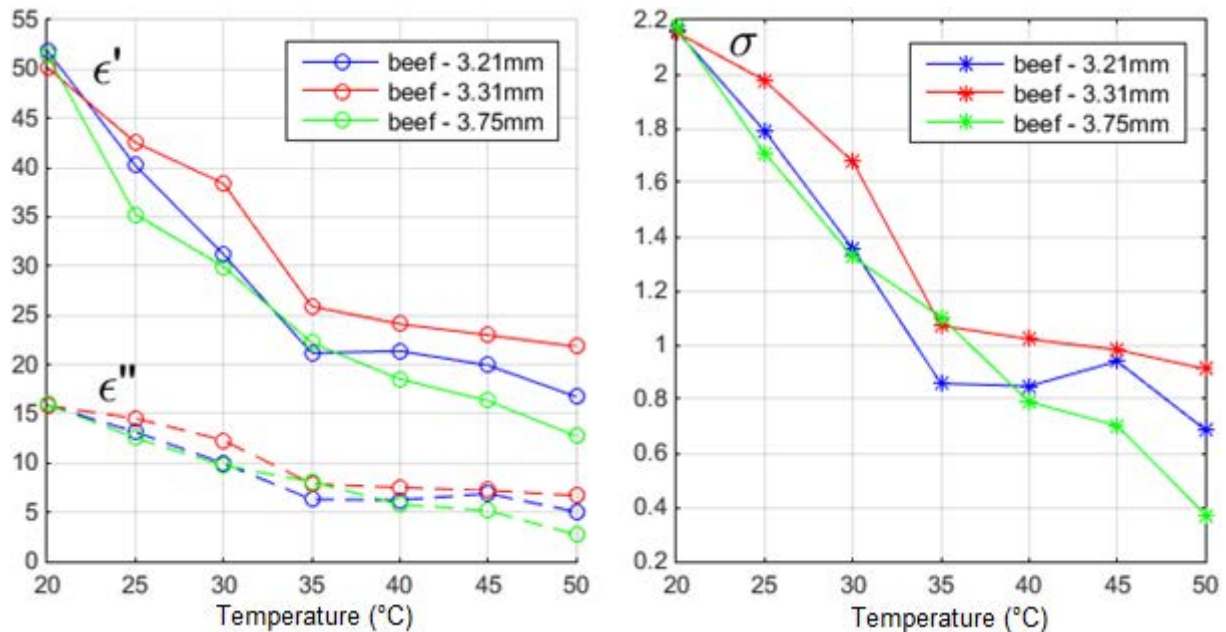 55
50
45
40
35
30
25
20
15
10
5
0
ϵ'
ϵ''
beef - 3.21mm
beef - 3.31mm
beef - 3.75mm
20 25 30 35 40 45 50
Temperature (°C)
2.2
2
1.8
1.6
1.4
1.2
1
0.8
0.6
0.4
0.2
σ
beef - 3.21mm
beef - 3.31mm
beef - 3.75mm
20 25 30 35 40 45 50
Temperature (°C)